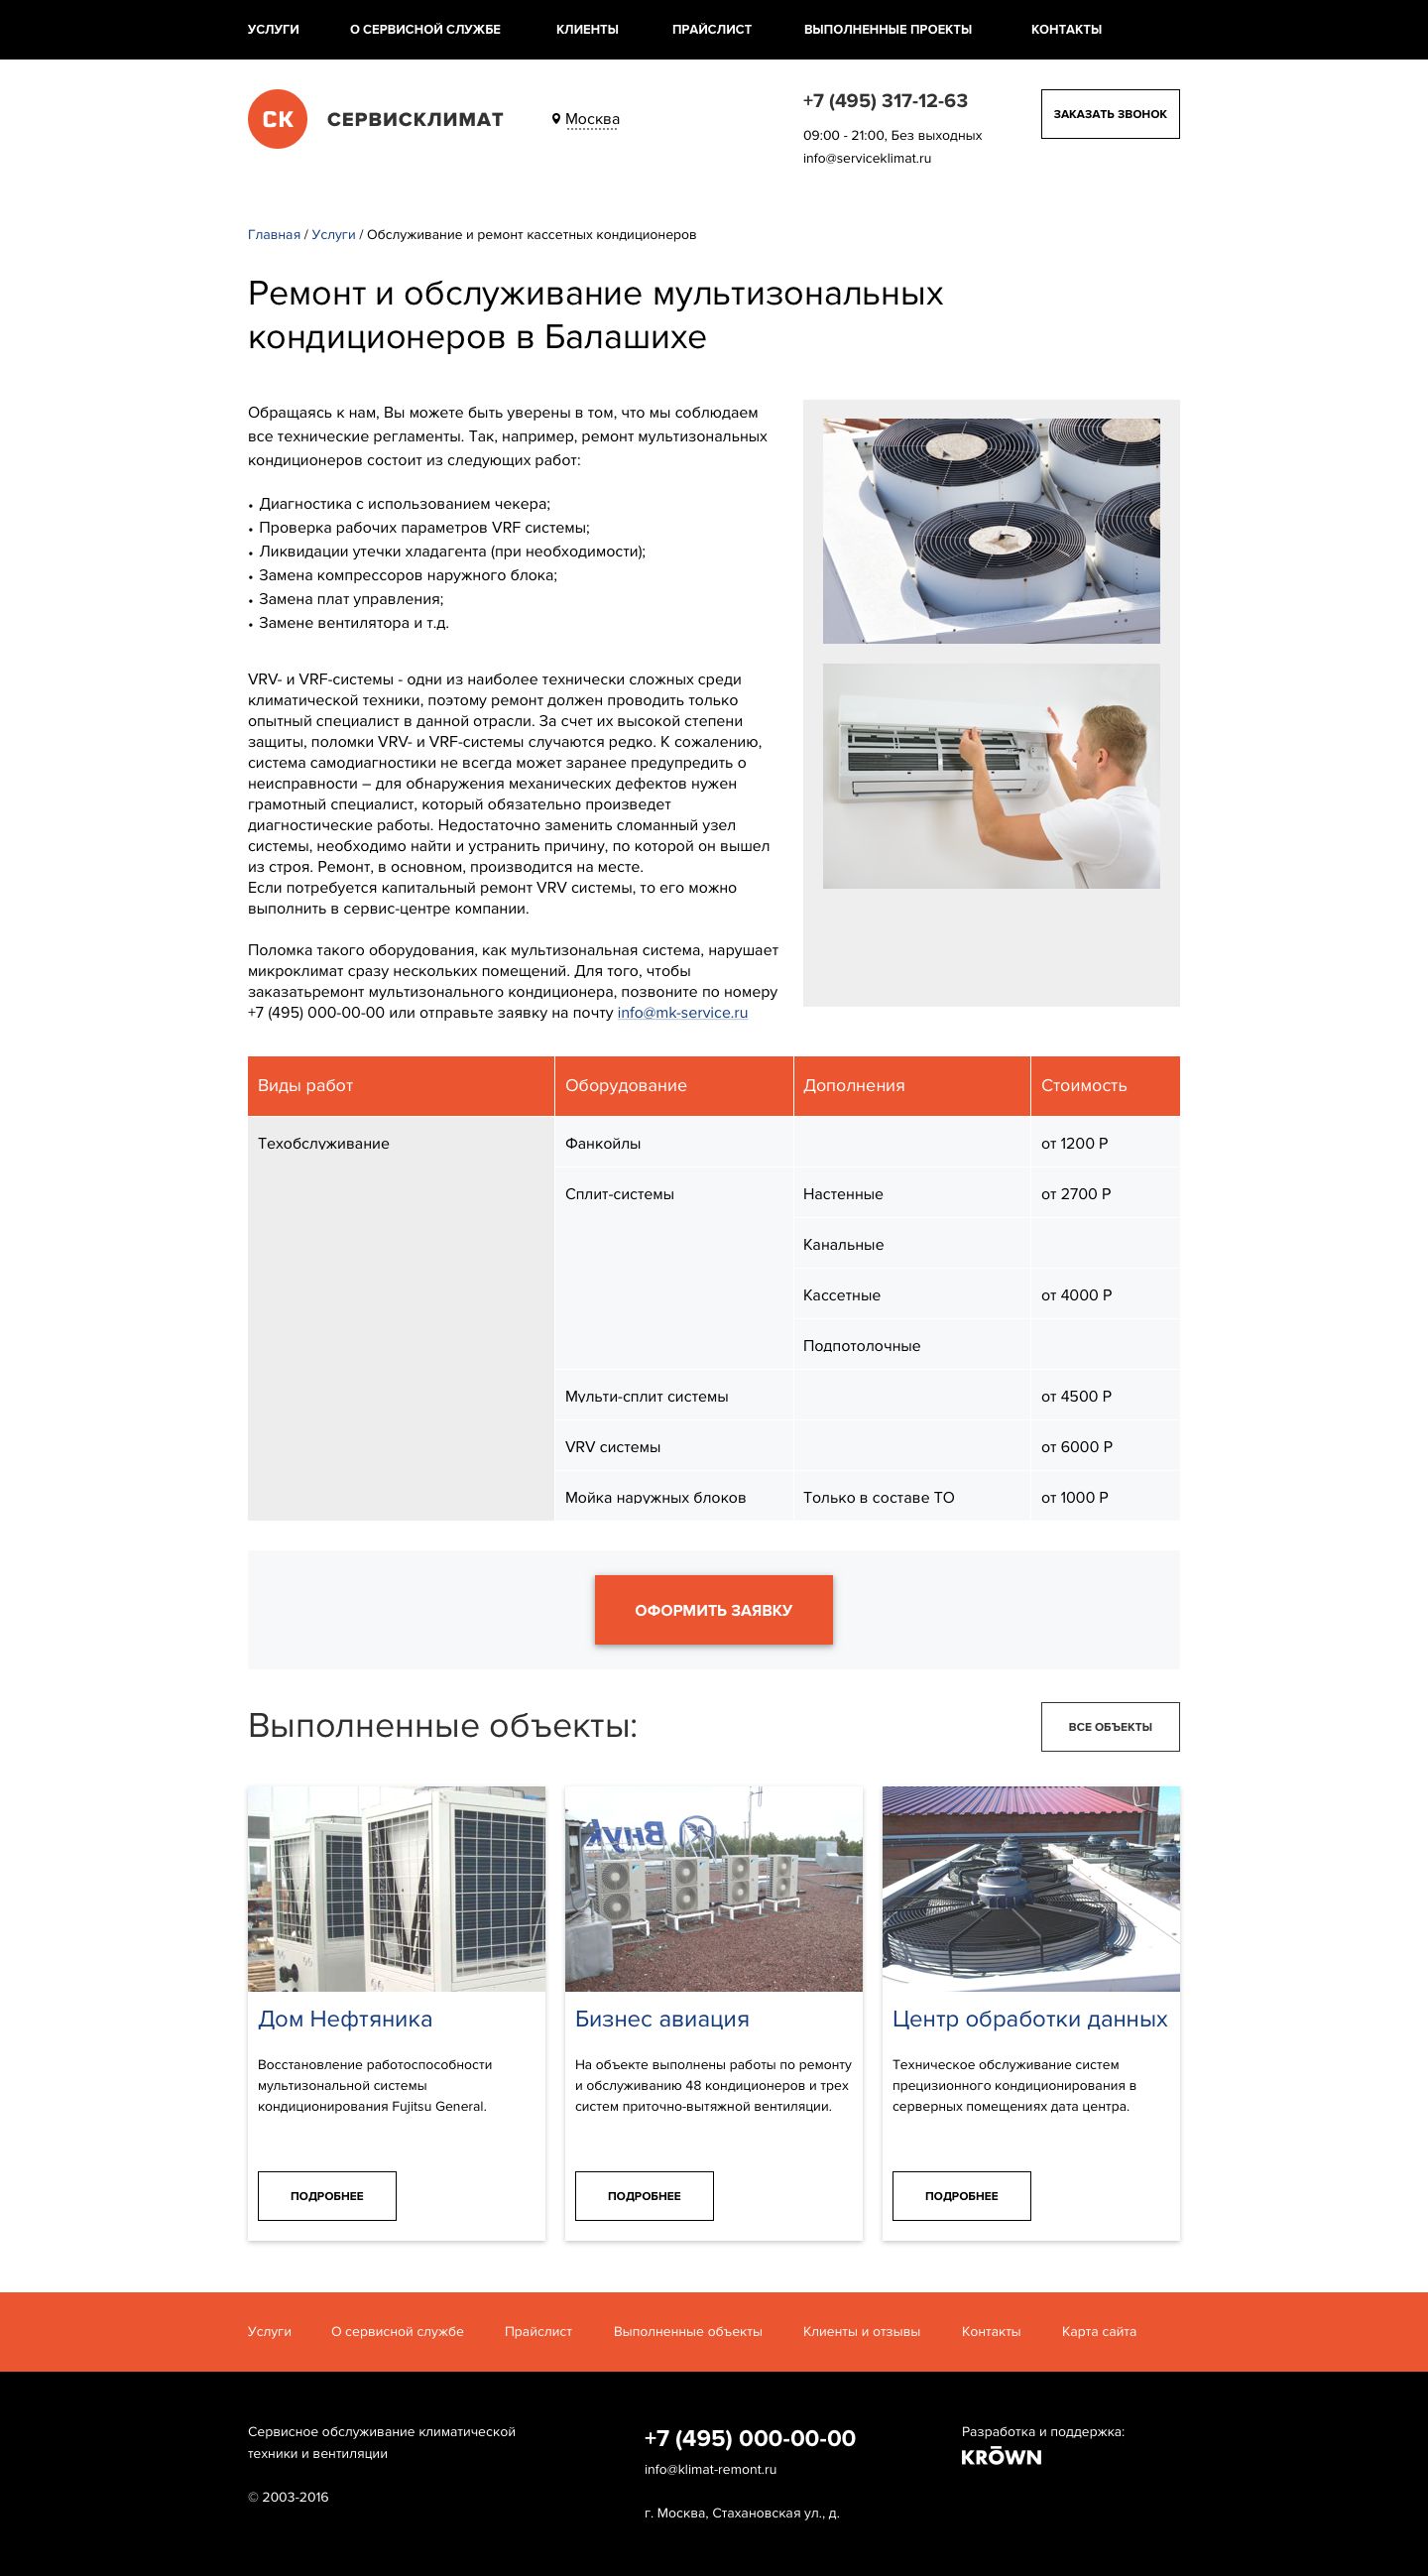 УСЛУГИ О СЕРВИСНОЙ СЛУЖБЕ КЛИЕНТЫ ПРАЙСЛИСТ ВЫПОЛНЕННЫЕ ПРОЕКТЫ КОНТАКТЫ
СК СЕРВИСКЛИМАТ
Москва
+7 (495) 317-12-63
09:00 - 21:00, Без выходных
info@serviceklimat.ru
ЗАКАЗАТЬ ЗВОНОК
Главная / Услуги / Обслуживание и ремонт кассетных кондиционеров
Ремонт и обслуживание мультизональных
кондиционеров в Балашихе
Обращаясь к нам, Вы можете быть уверены в том, что мы соблюдаем
все технические регламенты. Так, например, ремонт мультизональных
кондиционеров состоит из следующих работ:
• Диагностика с использованием чекера;
• Проверка рабочих параметров VRF системы;
• Ликвидации утечки хладагента (при необходимости);
• Замена компрессоров наружного блока;
• Замена плат управления;
• Замене вентилятора и т.д.
VRV- и VRF-системы - одни из наиболее технически сложных среди
климатической техники, поэтому ремонт должен проводить только
опытный специалист в данной отрасли. За счет их высокой степени
защиты, поломки VRV- и VRF-системы случаются редко. К сожалению,
система самодиагностики не всегда может заранее предупредить о
неисправности – для обнаружения механических дефектов нужен
грамотный специалист, который обязательно произведет
диагностические работы. Недостаточно заменить сломанный узел
системы, необходимо найти и устранить причину, по которой он вышел
из строя. Ремонт, в основном, производится на месте.
Если потребуется капитальный ремонт VRV системы, то его можно
выполнить в сервис-центре компании.
Поломка такого оборудования, как мультизональная система, нарушает
микроклимат сразу нескольких помещений. Для того, чтобы
заказатьремонт мультизонального кондиционера, позвоните по номеру
+7 (495) 000-00-00 или отправьте заявку на почту info@mk-service.ru
Виды работ Оборудование Дополнения Стоимость
Техобслуживание Фанкойлы от 1200 Р
Сплит-системы Настенные от 2700 Р
Канальные
Кассетные от 4000 Р
Подпотолочные
Мульти-сплит системы от 4500 Р
VRV системы от 6000 Р
Мойка наружных блоков Только в составе ТО от 1000 Р
ОФОРМИТЬ ЗАЯВКУ
Выполненные объекты:
ВСЕ ОБЪЕКТЫ
Дом Нефтяника
Восстановление работоспособности
мультизональной системы
кондиционирования Fujitsu General.
ПОДРОБНЕЕ
Внук
Бизнес авиация
На объекте выполнены работы по ремонту
и обслуживанию 48 кондиционеров и трех
систем приточно-вытяжной вентиляции.
ПОДРОБНЕЕ
Центр обработки данных
Техническое обслуживание систем
прецизионного кондиционирования в
серверных помещениях дата центра.
ПОДРОБНЕЕ
Услуги О сервисной службе Прайслист Выполненные объекты Клиенты и отзывы Контакты Карта сайта
Сервисное обслуживание климатической
техники и вентиляции
© 2003-2016
+7 (495) 000-00-00
info@klimat-remont.ru
г. Москва, Стахановская ул., д.
Разработка и поддержка:
KRŌWN